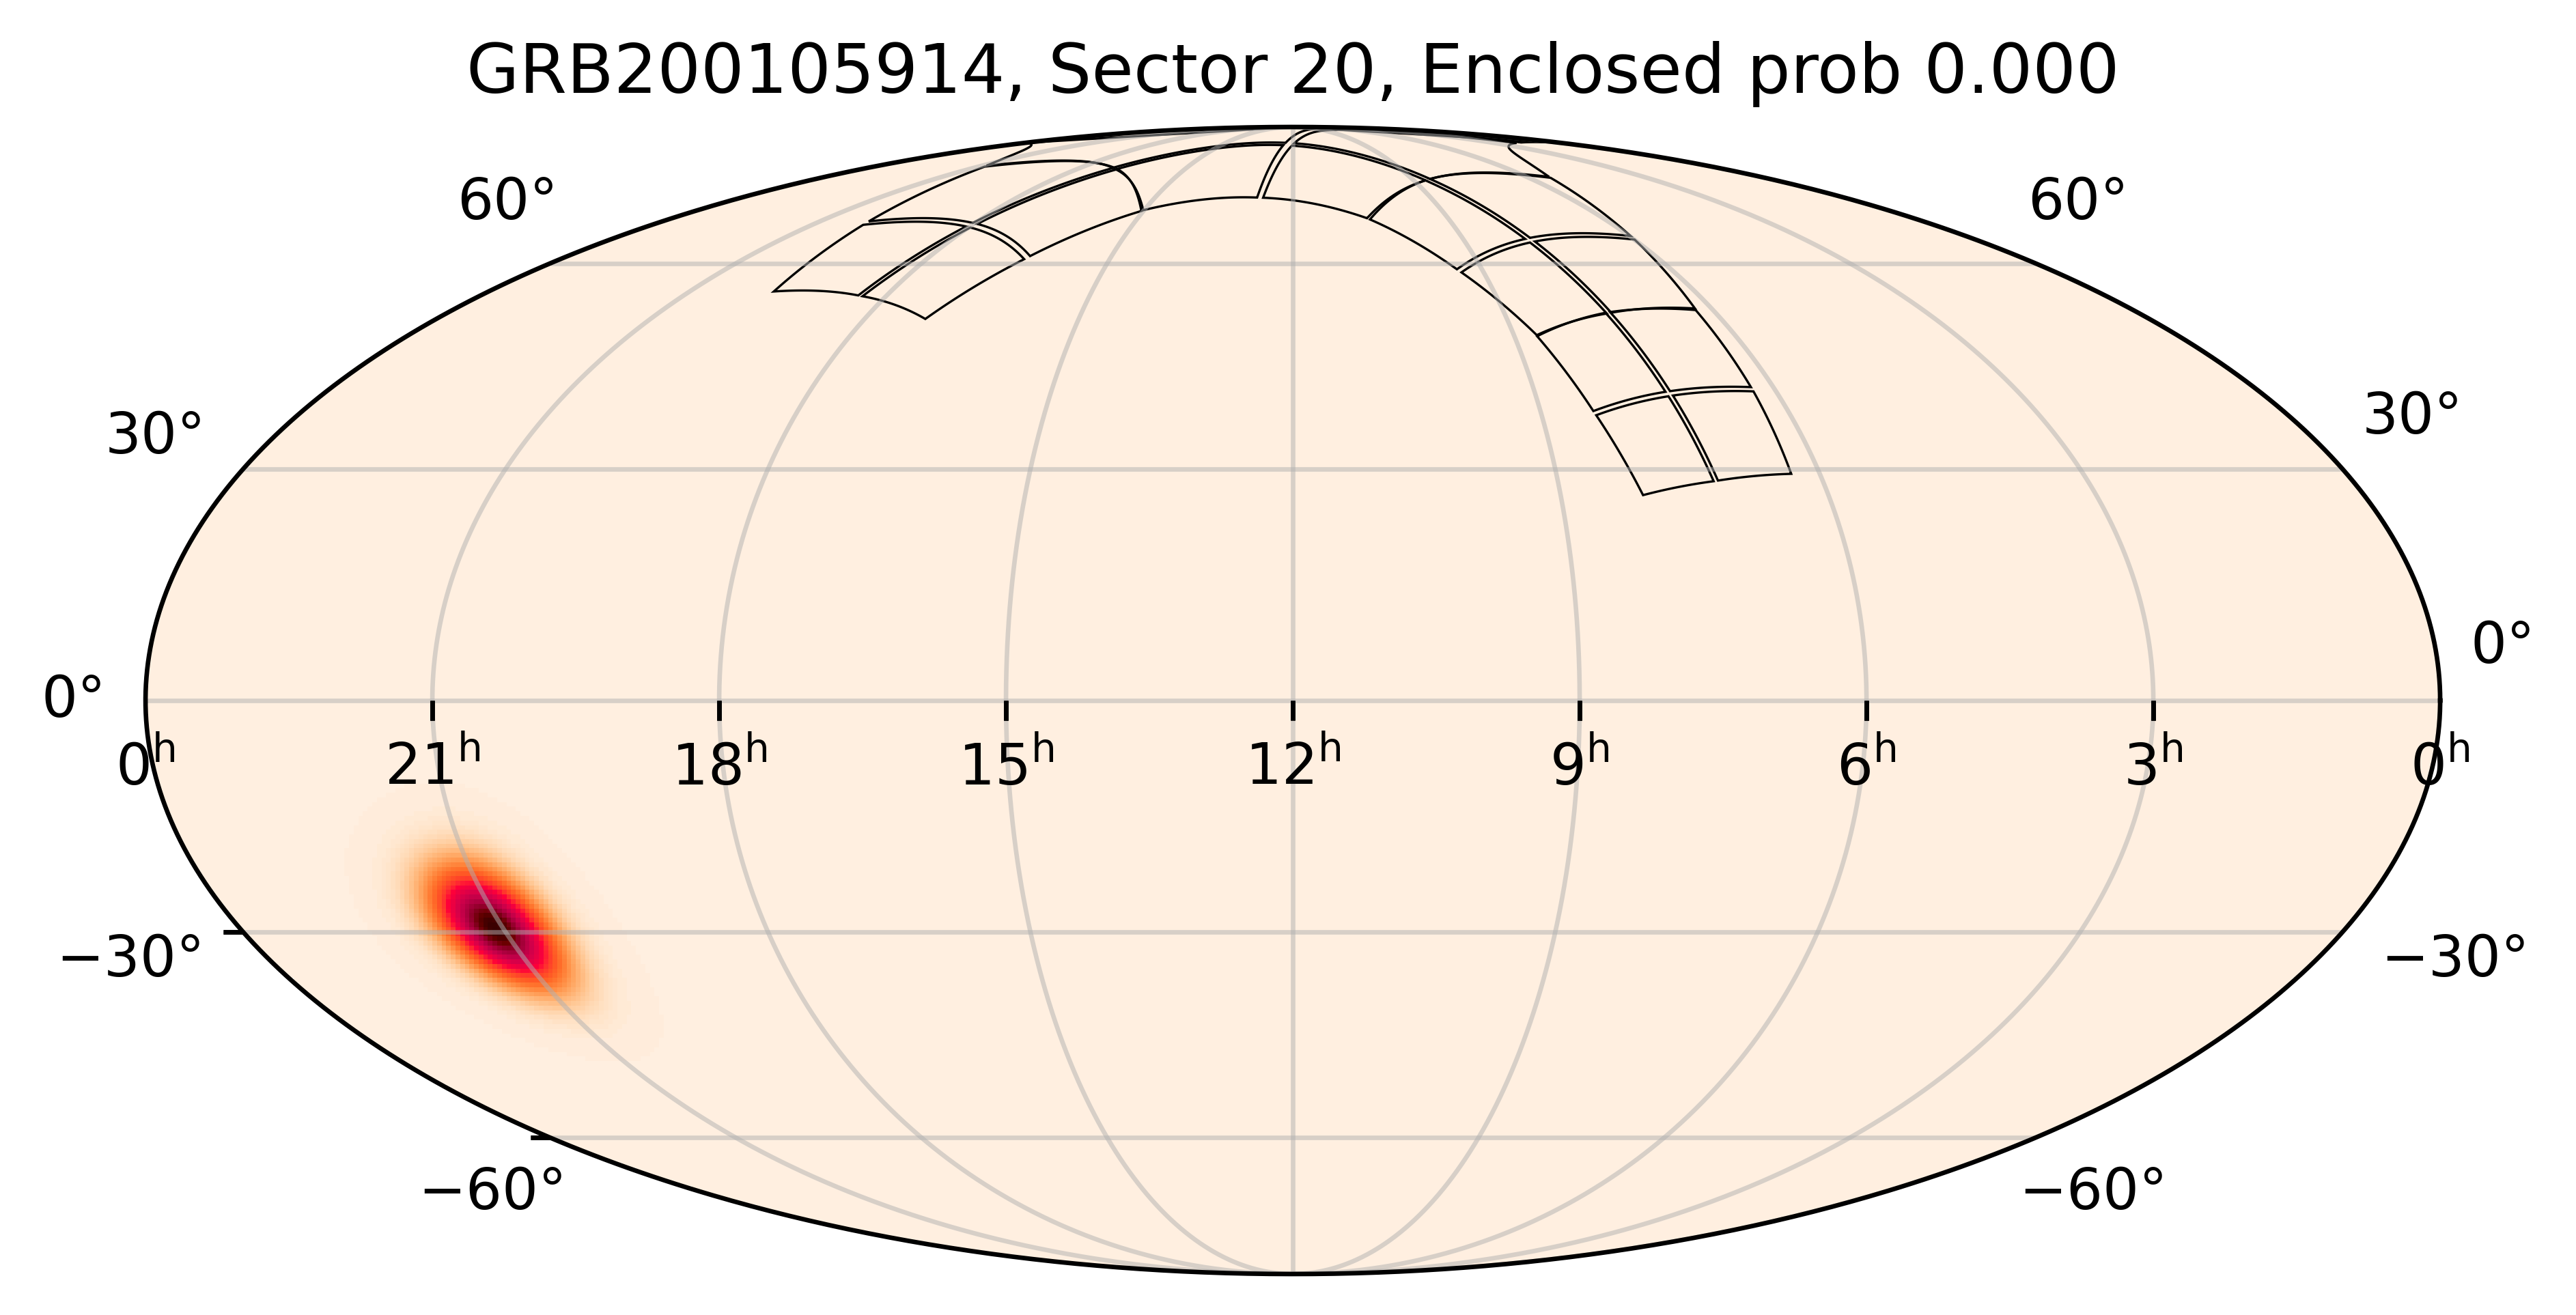 GRB200105914, Sector 20, Enclosed prob 0.000
60° 60°
30° 30°
0° 0°
0ʰ 21ʰ 18ʰ 15ʰ 12ʰ 9ʰ 6ʰ 3ʰ 0ʰ
−30° −30°
−60° −60°